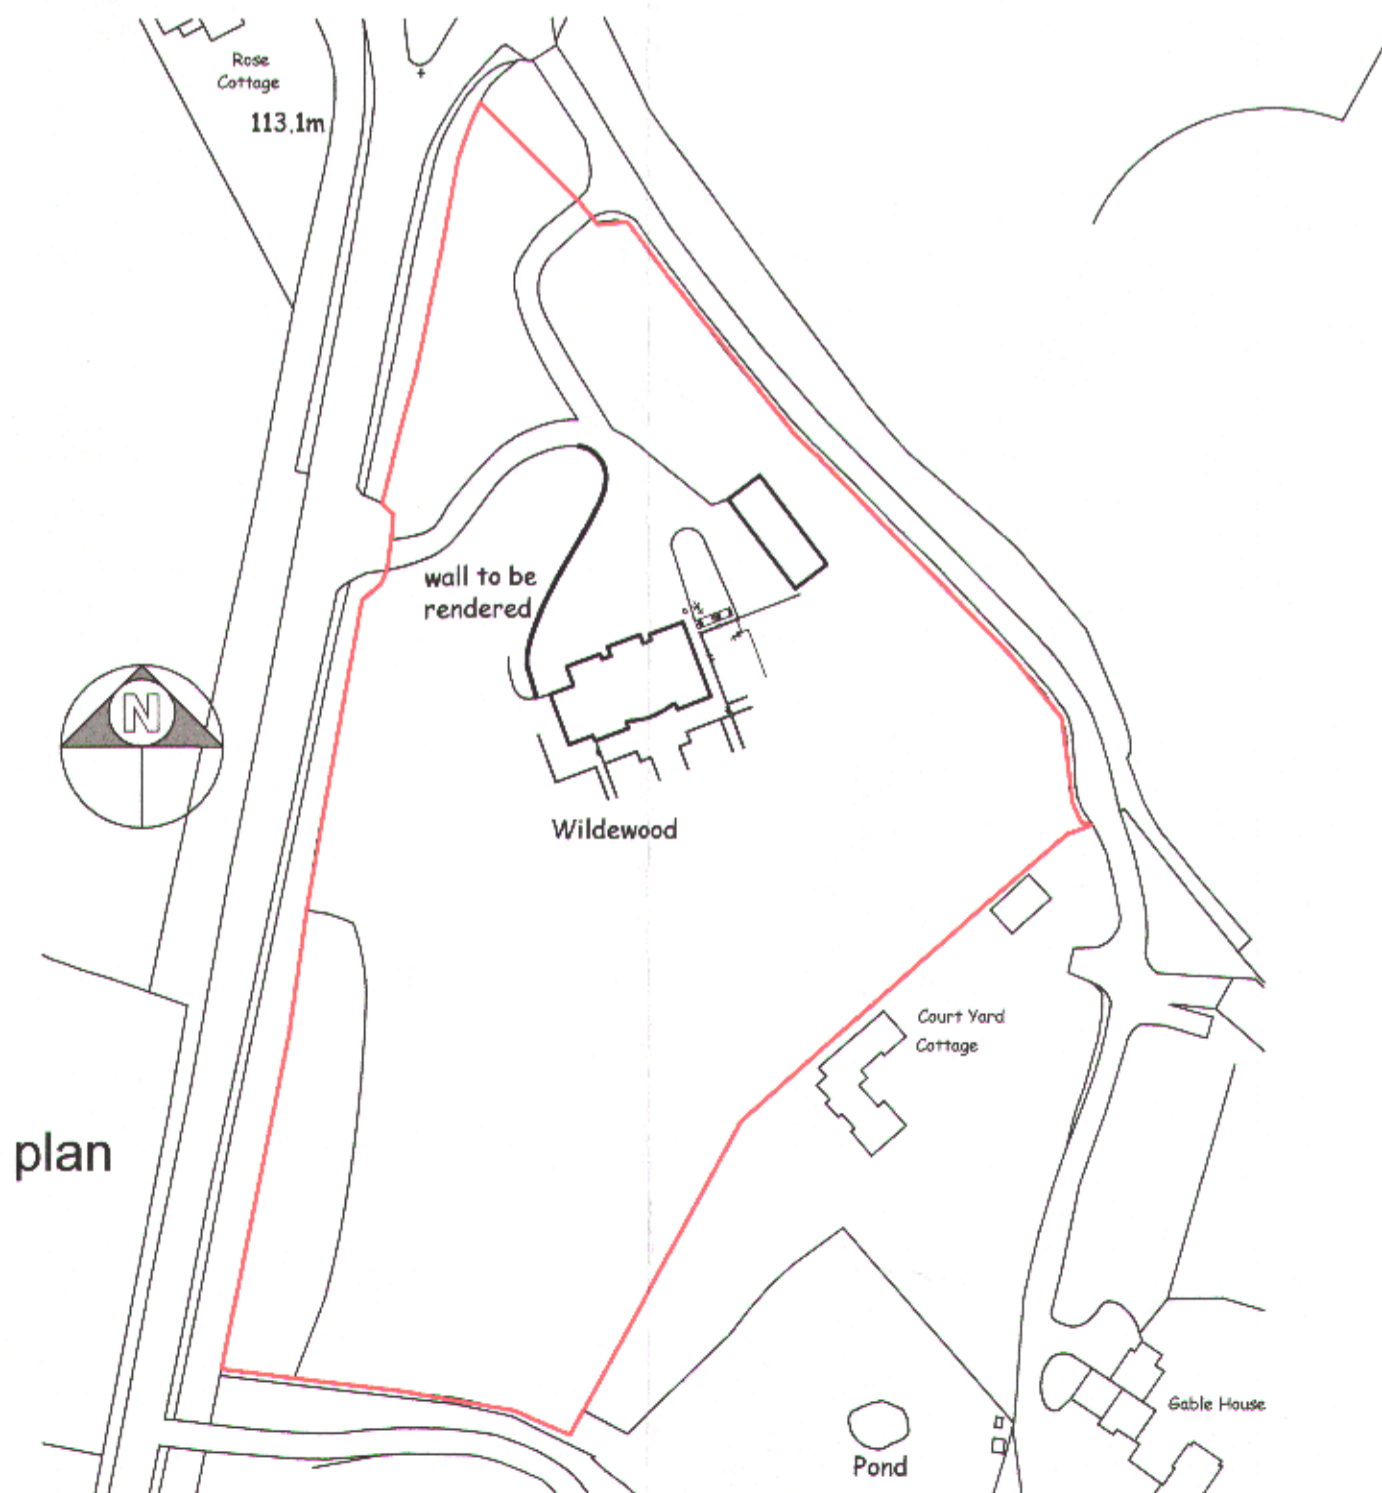 Rose
Cottage
113.1m
wall to be
rendered
N
Wildewood
Court Yard
Cottage
plan
Gable House
Pond